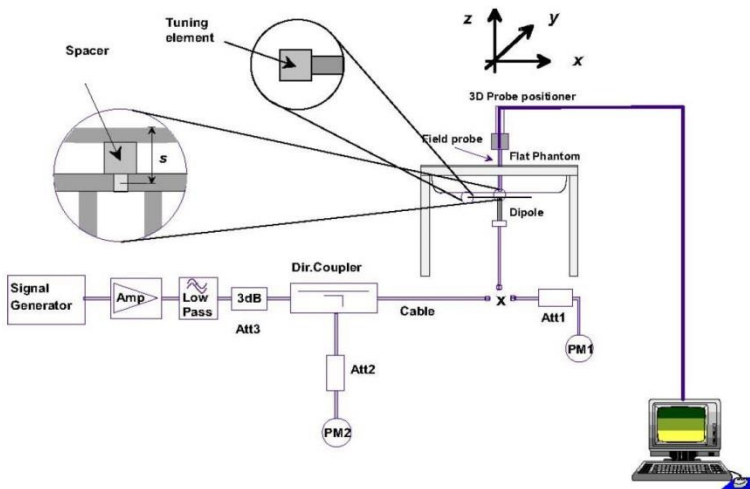 Tuning
element
z
y
x
Spacer
3D Probe positioner
Field probe
Flat Phantom
s
Dipole
Dir.Coupler
Signal
Generator
Amp
Low
Pass
3dB
Att3
Cable
x
Att1
PM1
Att2
PM2